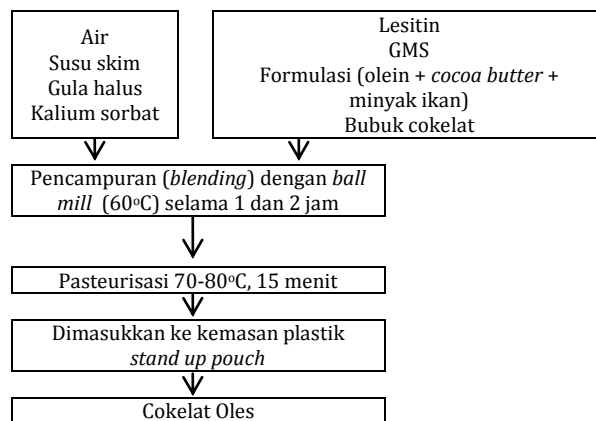 Air
Susu skim
Gula halus
Kalium sorbat
Lesitin
GMS
Formulasi (olein + cocoa butter +
minyak ikan)
Bubuk cokelat
Pencampuran (blending) dengan ball
mill (60ºC) selama 1 dan 2 jam
Pasteurisasi 70-80ºC, 15 menit
Dimasukkan ke kemasan plastik
stand up pouch
Cokelat Oles